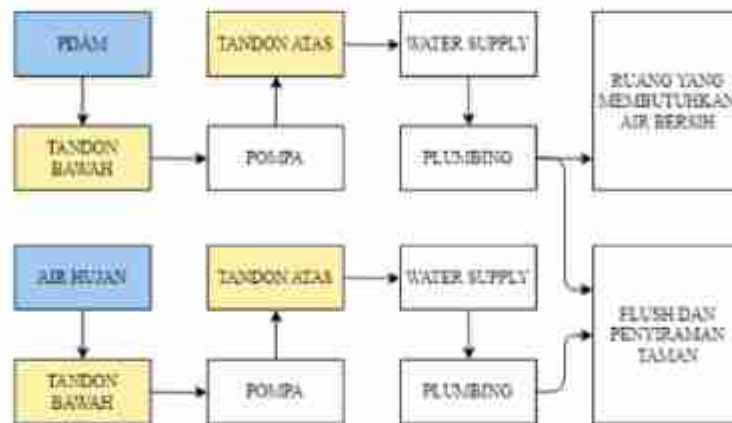 PDAM
TANDON ATAS
WATER SUPPLY
RUANG YANG
MEMBUTUHKAN
AIR BERSIH
TANDON
BAWAH
POMPA
PLUMBING
AIR HUJAN
TANDON ATAS
WATER SUPPLY
FLUSH DAN
PENYIRAMAN
TAMAN
TANDON
BAWAH
POMPA
PLUMBING